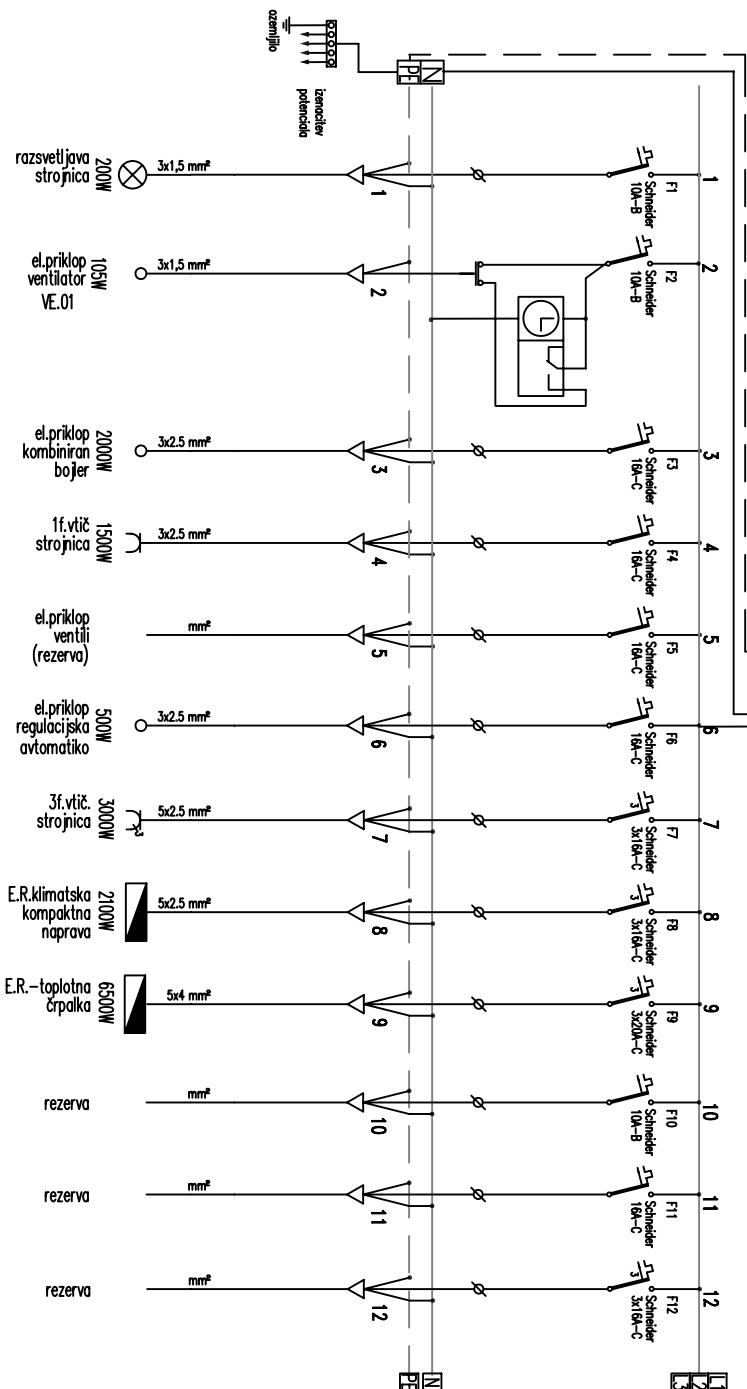 ozemljilo
izenacitev
potenciala
N
PE
1
F1
Schneider
10A-B
1
3x1,5 mm²
200W
razsvetljava
strojnica
2
F2
Schneider
10A-B
2
3x1,5 mm²
105W
el.priklop
ventilator
VE.01
3
F3
Schneider
16A-C
3
3x2.5 mm²
2000W
el.priklop
kombiniran
bojler
4
F4
Schneider
16A-C
4
3x2.5 mm²
1500W
1f.vtič
strojnica
5
F5
Schneider
16A-C
5
mm²
el.priklop
ventili
(rezerva)
6
F6
Schneider
16A-C
6
3x2.5 mm²
500W
el.priklop
regulacijska
avtomatiko
7
F7
Schneider
3x16A-C
3
7
5x2.5 mm²
3000W
3
3f.vtič.
strojnica
8
F8
Schneider
3x16A-C
3
8
5x2.5 mm²
2100W
E.R.klimatska
kompaktna
naprava
9
F9
Schneider
3x20A-C
3
9
5x4 mm²
6500W
E.R.-toplotna
črpalka
10
F10
Schneider
10A-B
10
mm²
rezerva
11
F11
Schneider
16A-C
11
mm²
rezerva
12
F12
Schneider
3x16A-C
3
12
mm²
rezerva
L1
L2
L3
N
PE